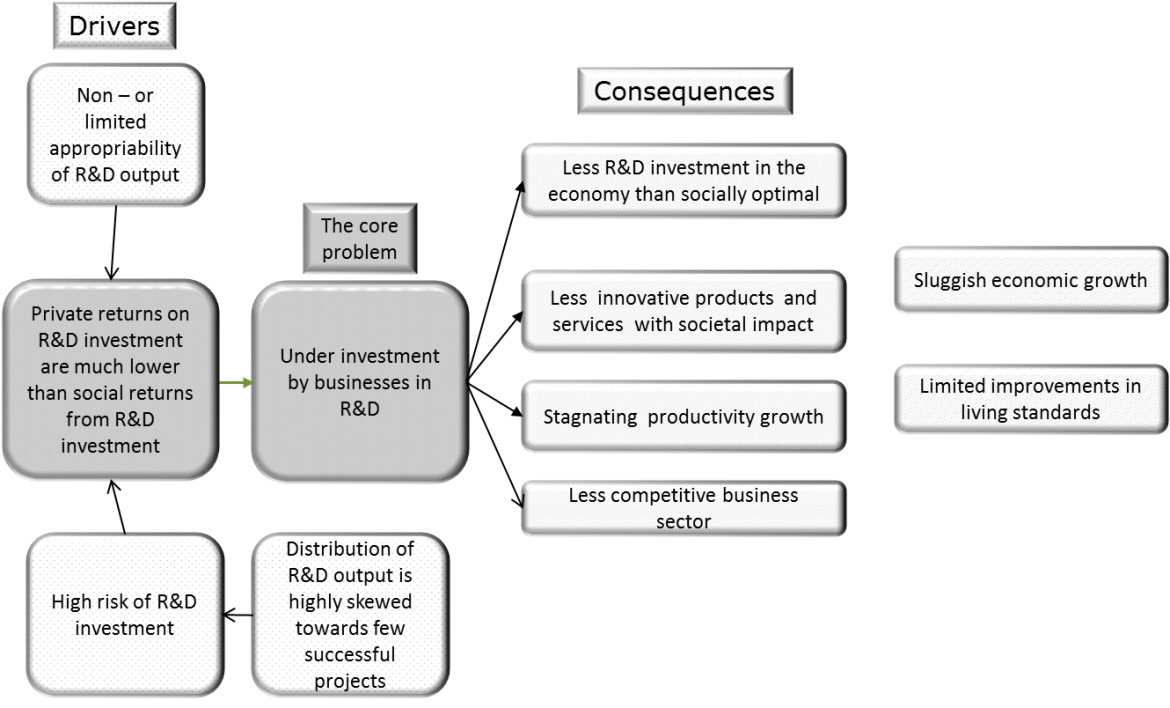 Drivers
Non – or
limited
appropriability
of R&D output
Private returns on
R&D investment
are much lower
than social returns
from R&D
investment
High risk of R&D
investment
Distribution of
R&D output is
highly skewed
towards few
successful
projects
The core
problem
Under investment
by businesses in
R&D
Consequences
Less R&D investment in the
economy than socially optimal
Less innovative products and
services with societal impact
Stagnating productivity growth
Less competitive business
sector
Sluggish economic growth
Limited improvements in
living standards